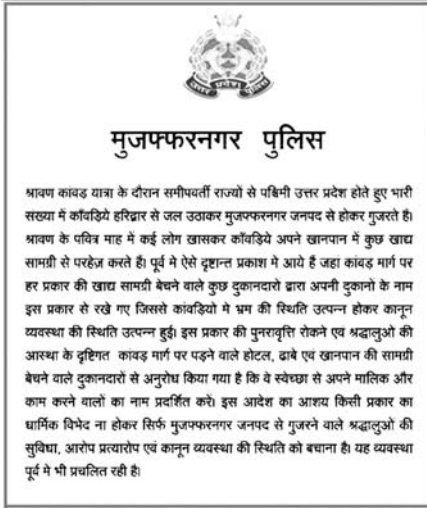 उत्तर प्रदेश पुलिस
मुजफ्फरनगर पुलिस
श्रावण कांवड यात्रा के दौरान समीपवर्ती राज्यों से पश्चिमी उत्तर प्रदेश होते हुए भारी
संख्या में काँवड़िये हरिद्वार से जल उठाकर मुजफ्फरनगर जनपद से होकर गुजरते है।
श्रावण के पवित्र माह में कई लोग खासकर काँवड़िये अपने खानपान में कुछ खाद्य
सामग्री से परहेज़ करते है। पूर्व मे ऐसे दृष्टान्त प्रकाश मे आये हैं जहा कांवड़ मार्ग पर
हर प्रकार की खाद्य सामग्री बेचने वाले कुछ दुकानदारो द्वारा अपनी दुकानो के नाम
इस प्रकार से रखे गए जिससे कांवड़ियो मे भ्रम की स्थिति उत्पन्न होकर कानून
व्यवस्था की स्थिति उत्पन्न हुई। इस प्रकार की पुनरावृत्ति रोकने एवं श्रद्धालुओ की
आस्था के दृष्टिगत कांवड़ मार्ग पर पड़ने वाले होटल, ढाबे एवं खानपान की सामग्री
बेचने वाले दुकानदारों से अनुरोध किया गया है कि वे स्वेच्छा से अपने मालिक और
काम करने वालों का नाम प्रदर्शित करे। इस आदेश का आशय किसी प्रकार का
धार्मिक विभेद ना होकर सिर्फ मुजफ्फरनगर जनपद से गुजरने वाले श्रद्धालुओ की
सुविधा, आरोप प्रत्यारोप एवं कानून व्यवस्था की स्थिति को बचाना है। यह व्यवस्था
पूर्व मे भी प्रचलित रही है।